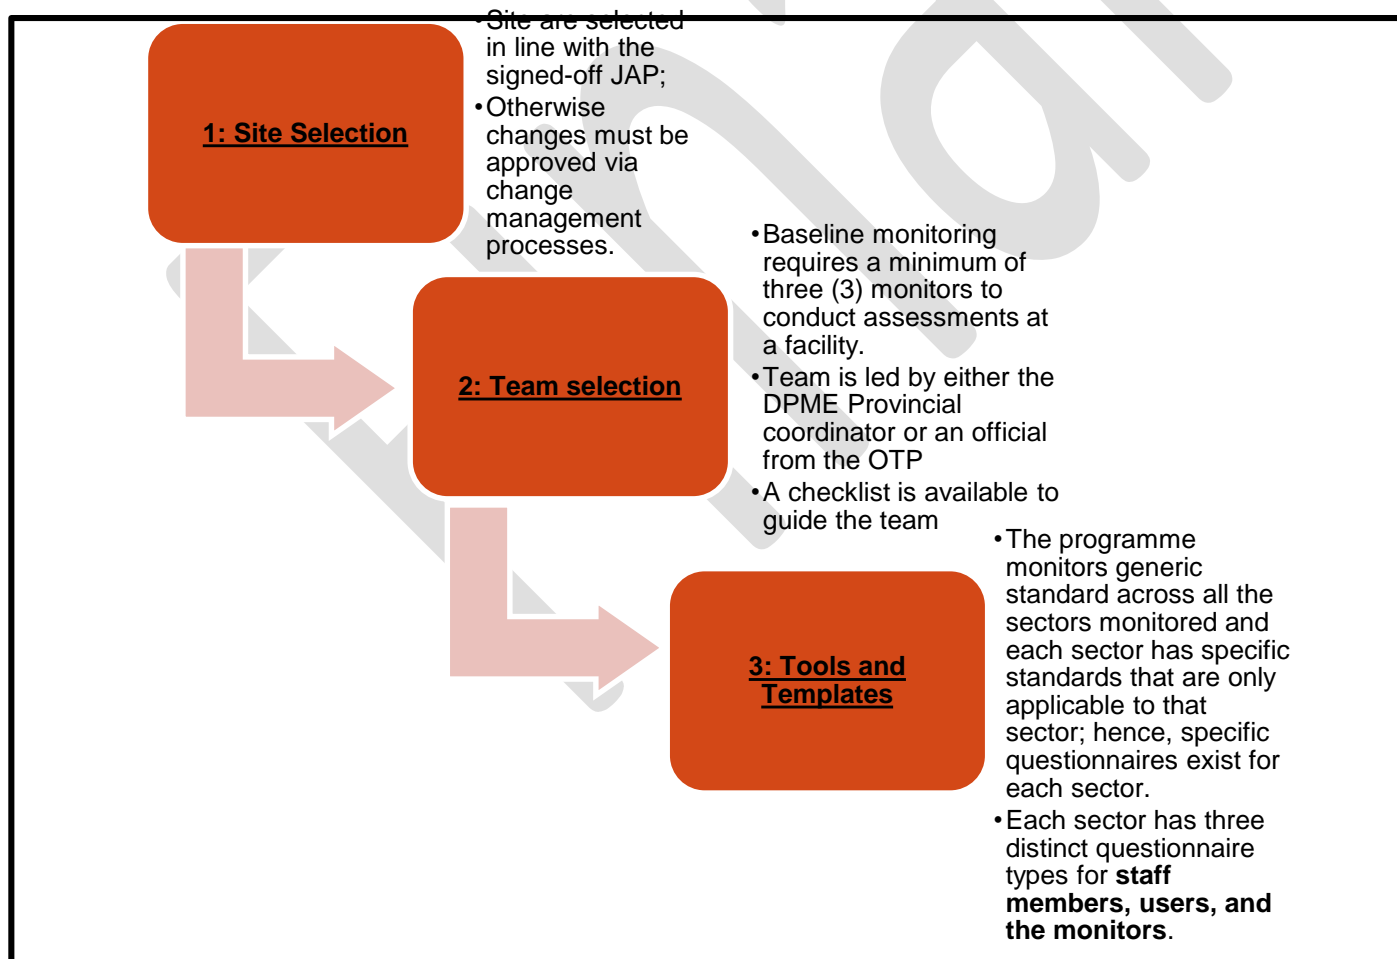 1: Site Selection
•Site are selected
in line with the
signed-off JAP;
•Otherwise
changes must be
approved via
change
management
processes.
2: Team selection
•Baseline monitoring
requires a minimum of
three (3) monitors to
conduct assessments at
a facility.
•Team is led by either the
DPME Provincial
coordinator or an official
from the OTP
•A checklist is available to
guide the team
3: Tools and
Templates
•The programme
monitors generic
standard across all the
sectors monitored and
each sector has specific
standards that are only
applicable to that
sector; hence, specific
questionnaires exist for
each sector.
•Each sector has three
distinct questionnaire
types for staff
members, users, and
the monitors.